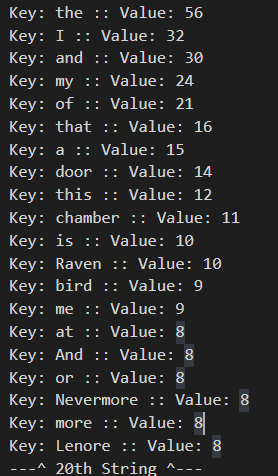 Key: the :: Value: 56
Key: I :: Value: 32
Key: and :: Value: 30
Key: my :: Value: 24
Key: of :: Value: 21
Key: that :: Value: 16
Key: a :: Value: 15
Key: door :: Value: 14
Key: this :: Value: 12
Key: chamber :: Value: 11
Key: is :: Value: 10
Key: Raven :: Value: 10
Key: bird :: Value: 9
Key: me :: Value: 9
Key: at :: Value: 8
Key: And :: Value: 8
Key: or :: Value: 8
Key: Nevermore :: Value: 8
Key: more :: Value: 8
Key: Lenore :: Value: 8
---^ 20th String ^---